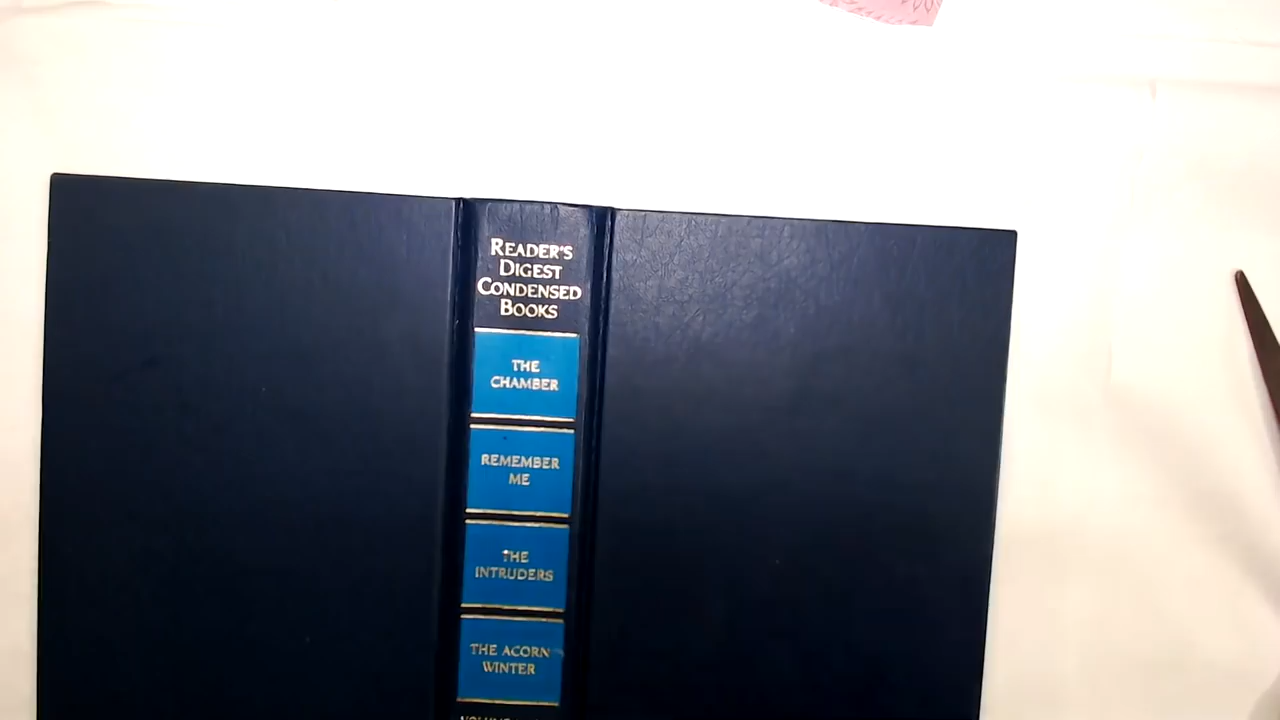 READER'S
DIGEST
CONDENSED
BOOKS
THE
CHAMBER
REMEMBER
ME
THE
INTRUDERS
THE ACORN
WINTER